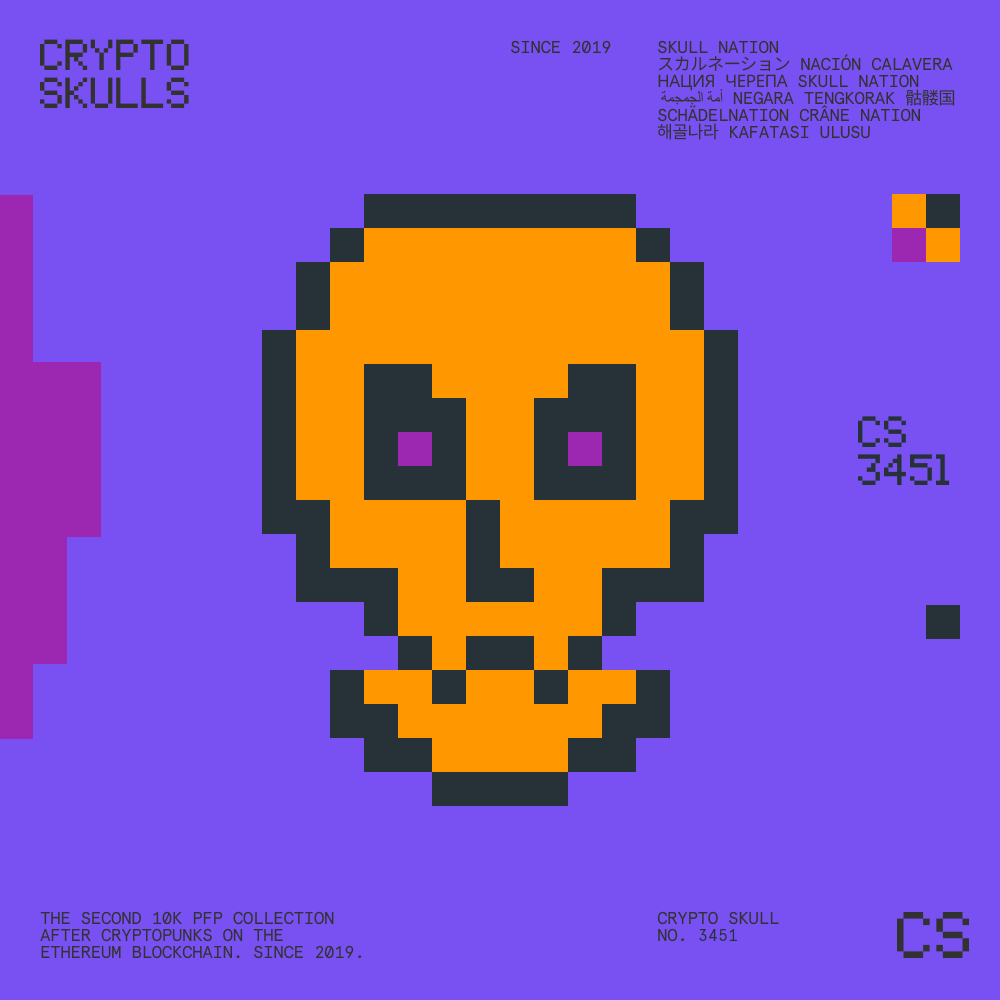 CRYPTO
SKULLS
SINCE 2019
SKULL NATION
スカルネーション NACIÓN CALAVERA
НАЦИЯ ЧЕРЕПА SKULL NATION
أمة الجمجمة NEGARA TENGKORAK 骷髅国
SCHÄDELNATION CRÂNE NATION
해골나라 KAFATASI ULUSU
CS
3451
THE SECOND 10K PFP COLLECTION
AFTER CRYPTOPUNKS ON THE
ETHEREUM BLOCKCHAIN. SINCE 2019.
CRYPTO SKULL
NO. 3451
CS